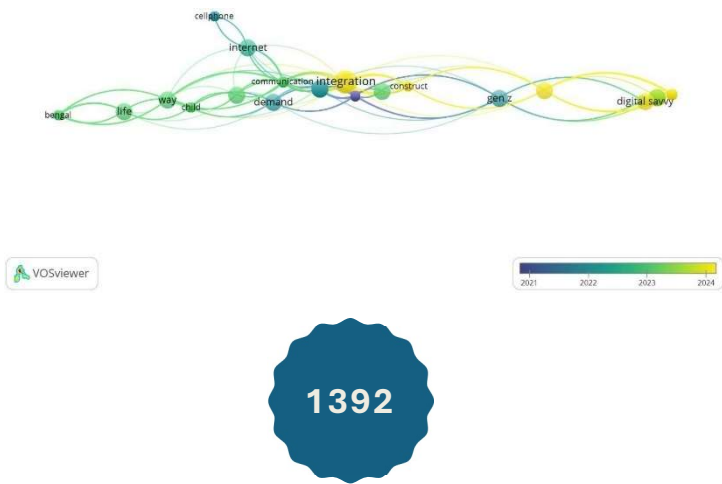 cellphone
internet
communication integration
construct
way
child
demand
gen z
digital savvy
bengal
life
VOSviewer
2021 2022 2023 2024
1392